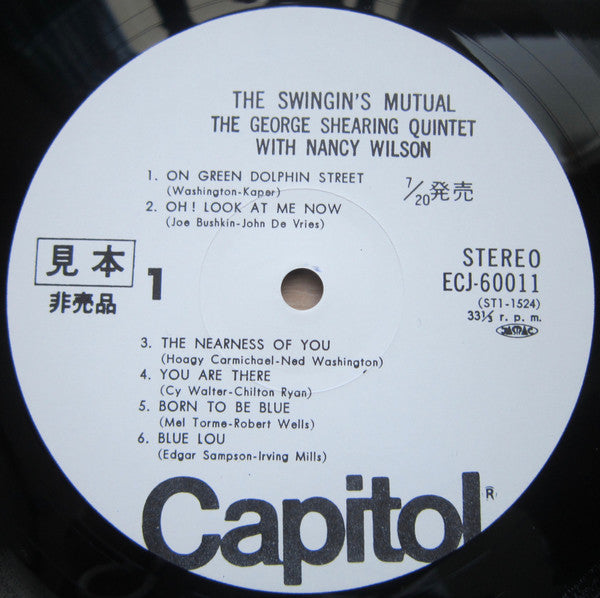 THE SWINGIN'S MUTUAL
THE GEORGE SHEARING QUINTET
WITH NANCY WILSON
1. ON GREEN DOLPHIN STREET
(Washington-Kaper)
2. OH! LOOK AT ME NOW
(Joe Bushkin-John De Vries)
7/20発売
見本
非売品
1
STEREO
ECJ-60011
(ST1-1524)
33⅓ r. p. m.
3. THE NEARNESS OF YOU
(Hoagy Carmichael-Ned Washington)
4. YOU ARE THERE
(Cy Walter-Chilton Ryan)
5. BORN TO BE BLUE
(Mel Torme-Robert Wells)
6. BLUE LOU
(Edgar Sampson-Irving Mills)
Capitol®